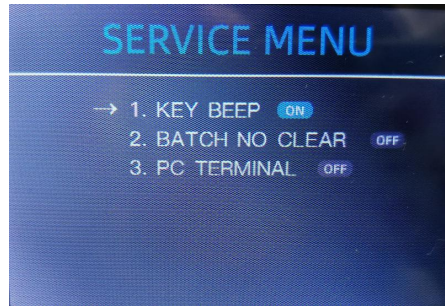 SERVICE MENU
→ 1. KEY BEEP ON
2. BATCH NO CLEAR OFF
3. PC TERMINAL OFF